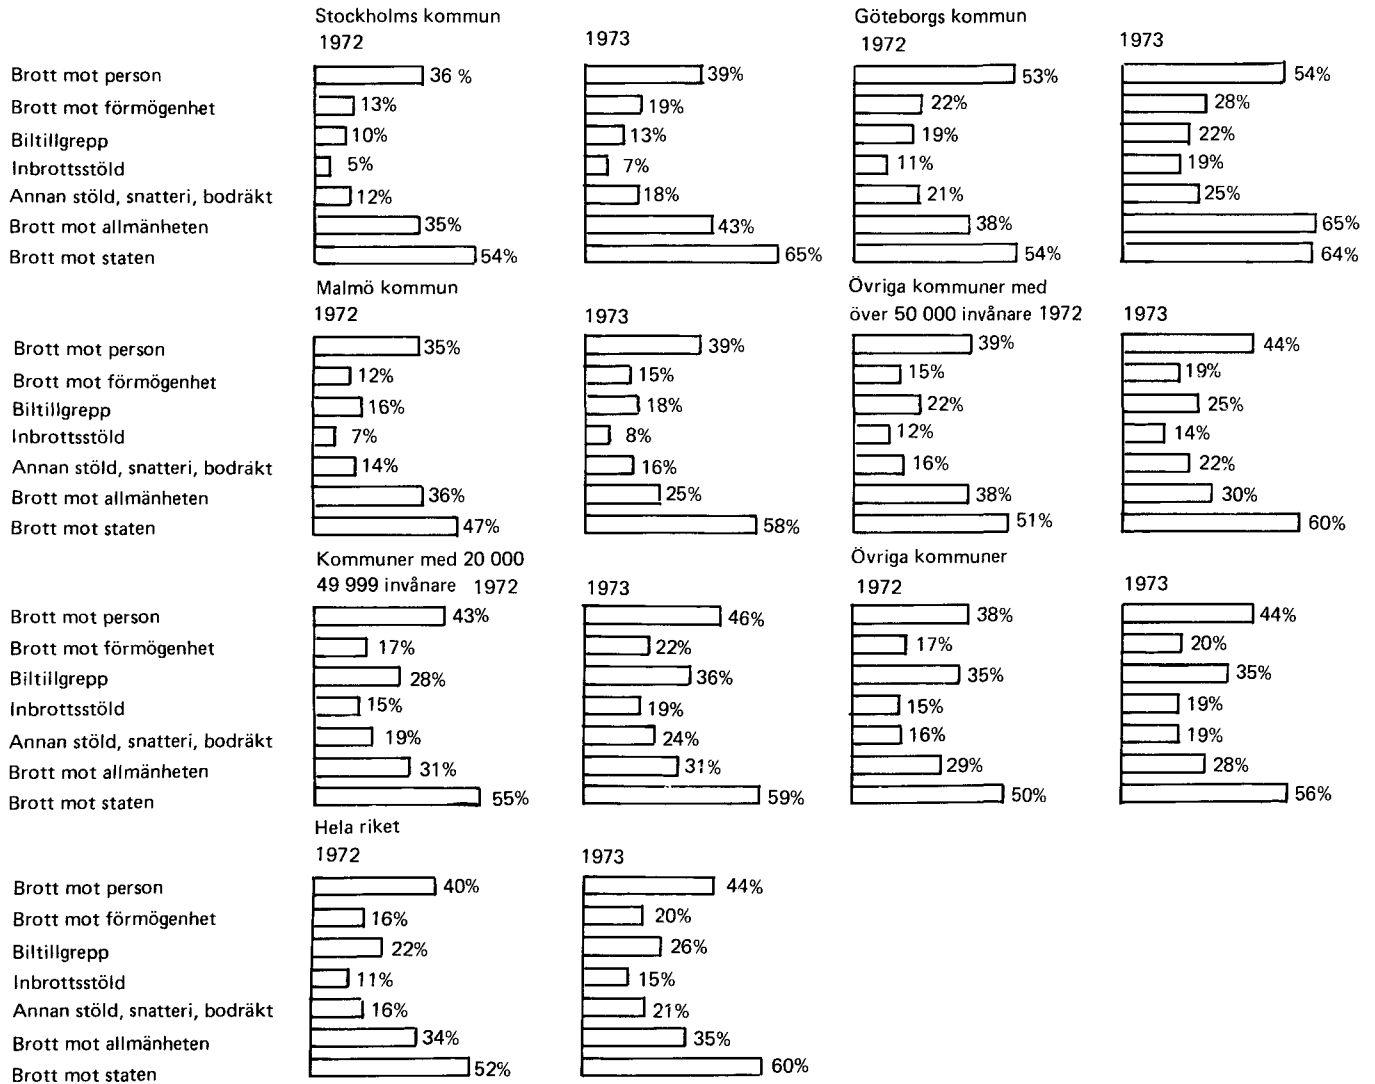 Stockholms kommun Göteborgs kommun
1972 1973 1972 1973
Brott mot person 36 % 39% 53% 54%
Brott mot förmögenhet 13% 19% 22% 28%
Biltillgrepp 10% 13% 19% 22%
Inbrottsstöld 5% 7% 11% 19%
Annan stöld, snatteri, bodräkt 12% 18% 21% 25%
Brott mot allmänheten 35% 43% 38% 65%
Brott mot staten 54% 65% 54% 64%
Malmö kommun Övriga kommuner med
1972 1973 över 50 000 invånare 1972 1973
Brott mot person 35% 39% 39% 44%
Brott mot förmögenhet 12% 15% 15% 19%
Biltillgrepp 16% 18% 22% 25%
Inbrottsstöld 7% 8% 12% 14%
Annan stöld, snatteri, bodräkt 14% 16% 16% 22%
Brott mot allmänheten 36% 25% 38% 30%
Brott mot staten 47% 58% 51% 60%
Kommuner med 20 000 Övriga kommuner
49 999 invånare 1972 1973 1972 1973
Brott mot person 43% 46% 38% 44%
Brott mot förmögenhet 17% 22% 17% 20%
Biltillgrepp 28% 36% 35% 35%
Inbrottsstöld 15% 19% 15% 19%
Annan stöld, snatteri, bodräkt 19% 24% 16% 19%
Brott mot allmänheten 31% 31% 29% 28%
Brott mot staten 55% 59% 50% 56%
Hela riket
1972 1973
Brott mot person 40% 44%
Brott mot förmögenhet 16% 20%
Biltillgrepp 22% 26%
Inbrottsstöld 11% 15%
Annan stöld, snatteri, bodräkt 16% 21%
Brott mot allmänheten 34% 35%
Brott mot staten 52% 60%